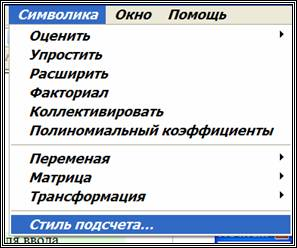 Символика Окно Помощь
Оценить
Упростить
Расширить
Факториал
Коллективировать
Полиномиальный коэффициенты
Переменая
Матрица
Трансформация
Стиль подсчета...
ля ввода